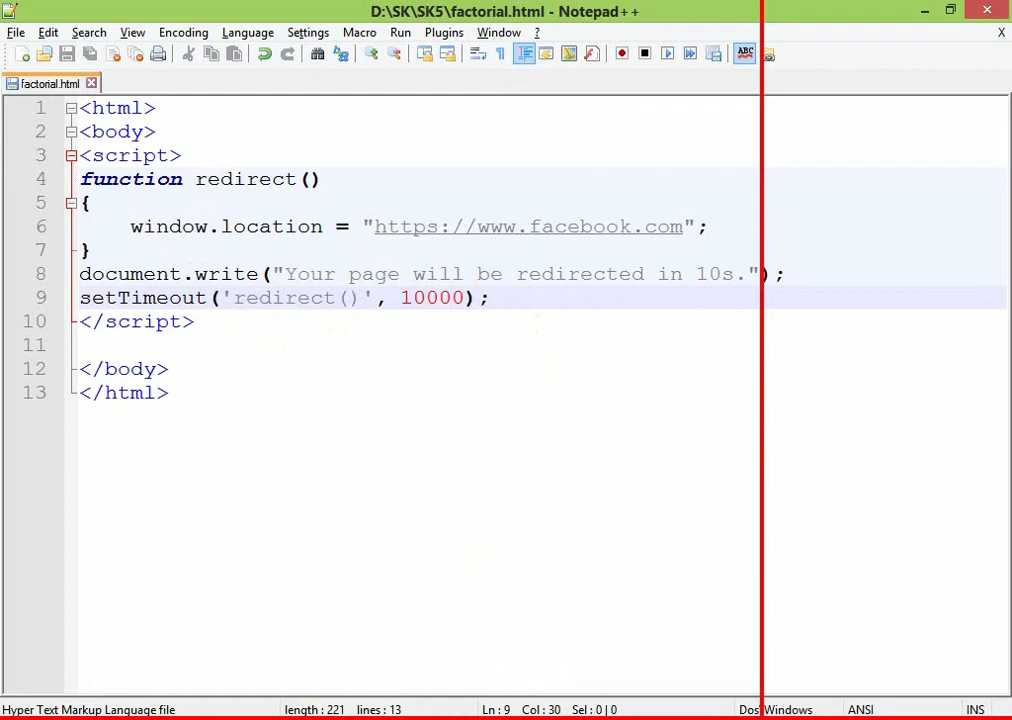 D:\SK\SK5\factorial.html - Notepad++
File Edit Search View Encoding Language Settings Macro Run Plugins Window ? X
ABC
factorial.html
1 <html>
2 <body>
3 <script>
4 function redirect()
5 {
6 window.location = "https://www.facebook.com";
7 }
8 document.write("Your page will be redirected in 10s.");
9 setTimeout('redirect()', 10000);
10 </script>
11
12 </body>
13 </html>
Hyper Text Markup Language file length : 221 lines : 13 Ln : 9 Col : 30 Sel : 0 | 0 Dos\Windows ANSI INS